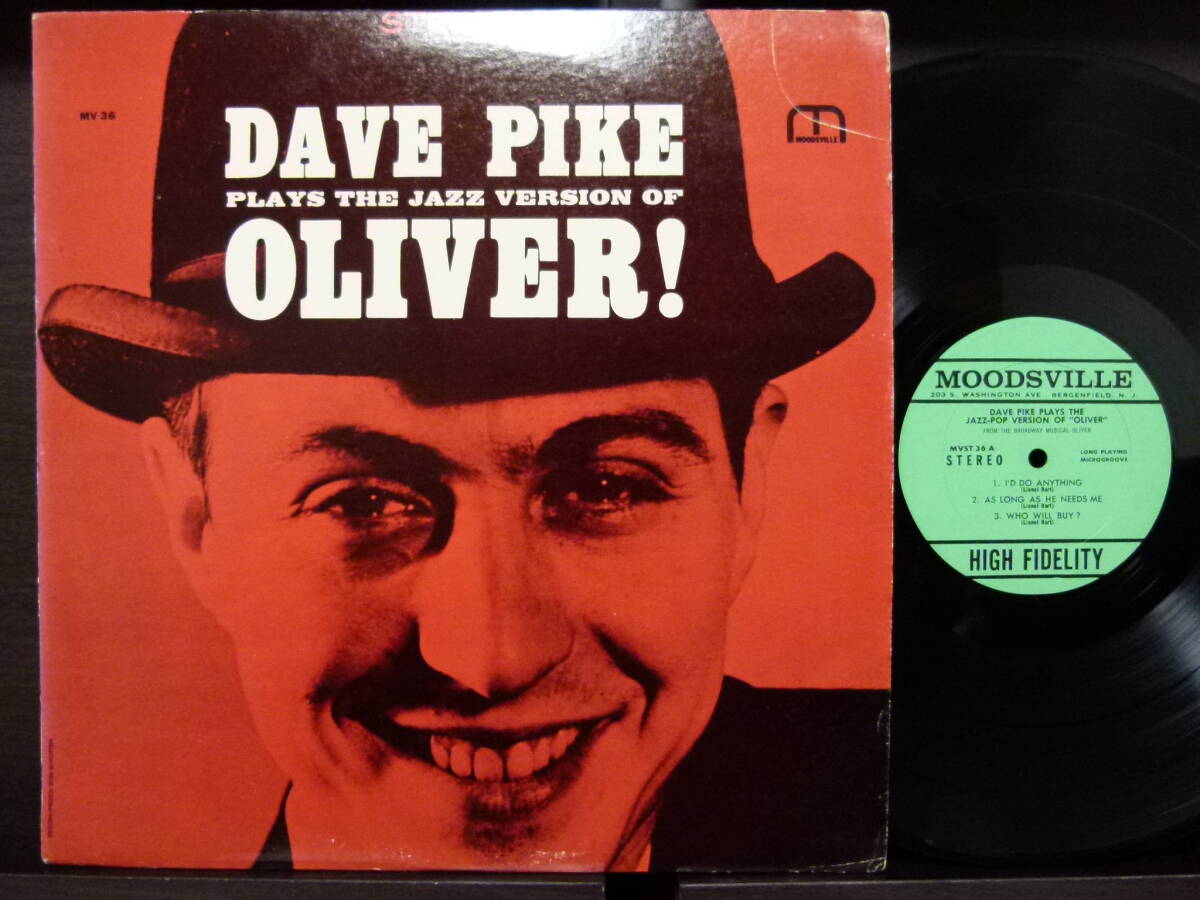 MV 36
DAVE PIKE
PLAYS THE JAZZ VERSION OF
OLIVER!
MOODSVILLE
MOODSVILLE
203 S. WASHINGTON AVE., BERGENFIELD, N. J.
DAVE PIKE PLAYS THE
JAZZ-POP VERSION OF "OLIVER"
FROM THE BROADWAY MUSICAL OLIVER
MVST 36 A
STEREO
LONG PLAYING
MICROGROOVE
1. I'D DO ANYTHING
(Lionel Bart)
2. AS LONG AS HE NEEDS ME
(Lionel Bart)
3. WHO WILL BUY?
(Lionel Bart)
HIGH FIDELITY